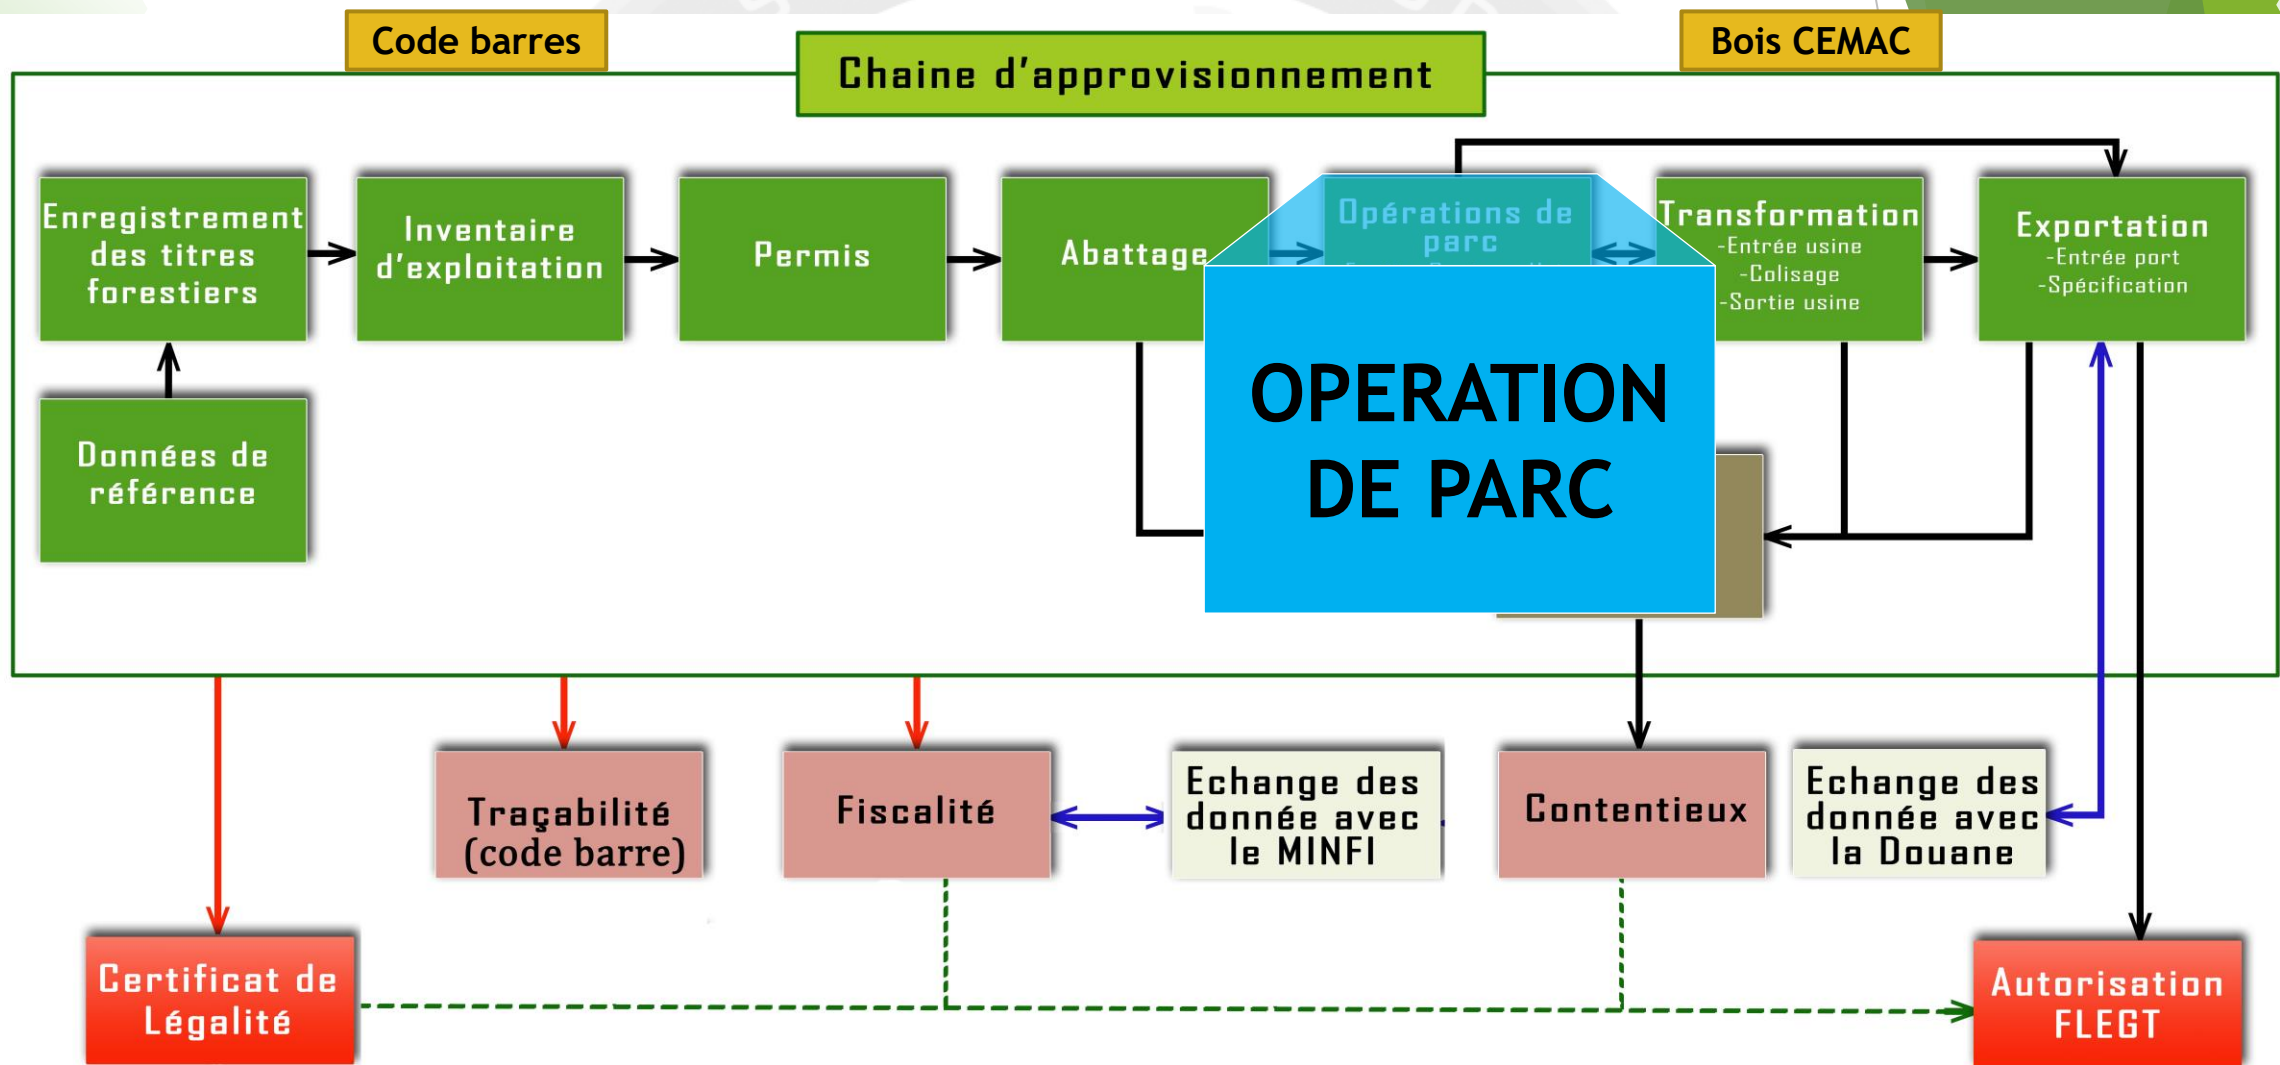 Code barres
Bois CEMAC
Chaine d'approvisionnement
Enregistrement
des titres
forestiers
Inventaire
d'exploitation
Permis
Abattage
Opérations de
parc
Transformation
-Entrée usine
-Colisage
-Sortie usine
Exportation
-Entrée port
-Spécification
OPERATION
DE PARC
Données de
référence
Traçabilité
(code barre)
Fiscalité
Echange des
donnée avec
le MINFI
Contentieux
Echange des
donnée avec
la Douane
Certificat de
Légalité
Autorisation
FLEGT